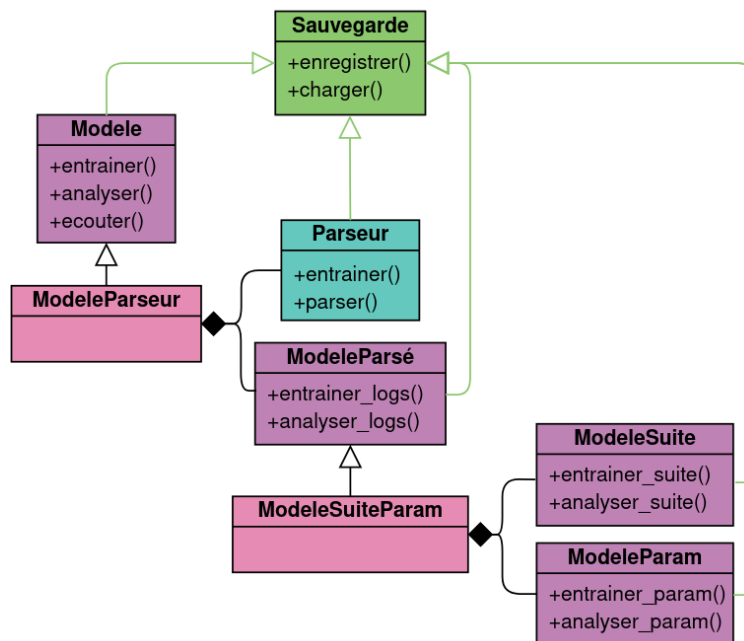 Sauvegarde
+enregistrer()
+charger()
Modele
+entrainer()
+analyser()
+ecouter()
Parseur
+entrainer()
+parser()
ModeleParseur
ModeleParsé
+entrainer_logs()
+analyser_logs()
ModeleSuite
+entrainer_suite()
+analyser_suite()
ModeleSuiteParam
ModeleParam
+entrainer_param()
+analyser_param()